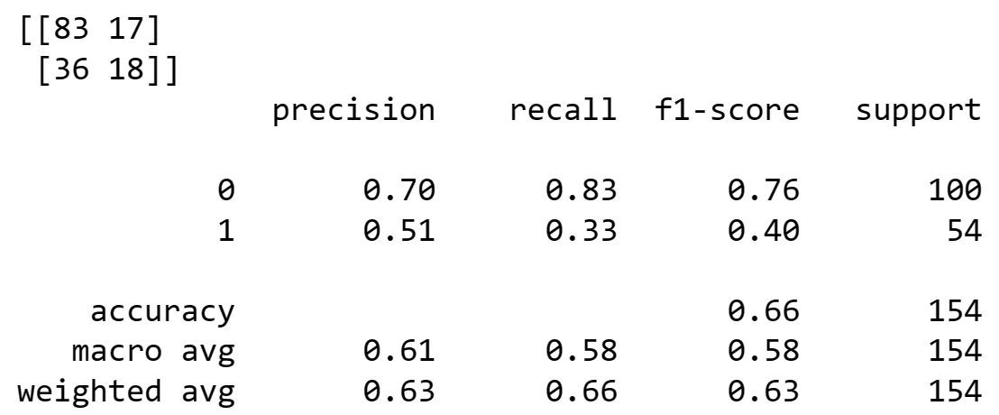 [[83 17]
 [36 18]]
              precision    recall  f1-score   support

           0       0.70      0.83      0.76       100
           1       0.51      0.33      0.40        54

    accuracy                           0.66       154
   macro avg       0.61      0.58      0.58       154
weighted avg       0.63      0.66      0.63       154